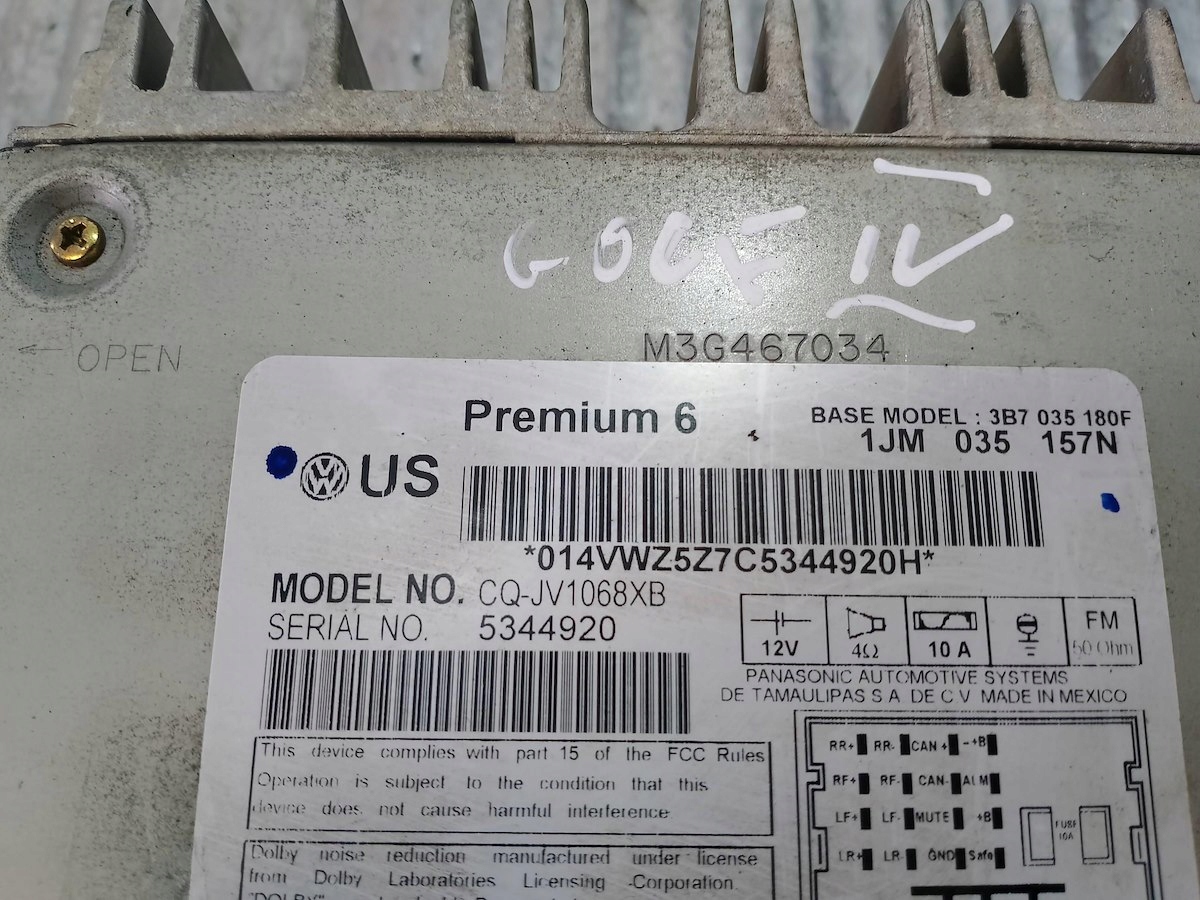 GOLF IV
← OPEN
M3G467034
Premium 6
BASE MODEL : 3B7 035 180F
1JM 035 157N
VW US
*014VWZ5Z7C5344920H*
MODEL NO. CQ-JV1068XB
SERIAL NO. 5344920
12V 4Ω 10 A FM 50 Ohm
PANASONIC AUTOMOTIVE SYSTEMS
DE TAMAULIPAS S A DE C V MADE IN MEXICO
This device complies with part 15 of the FCC Rules
Operation is subject to the condition that this
device does not cause harmful interference
RR+ RR- CAN+ -+B
RF+ RF- CAN- ALM
LF+ LF- MUTE +B
LR+ LR- GND Safe
FUSE
10A
Dolby noise reduction manufactured under license
from Dolby Laboratories Licensing Corporation.
"DOLBY"